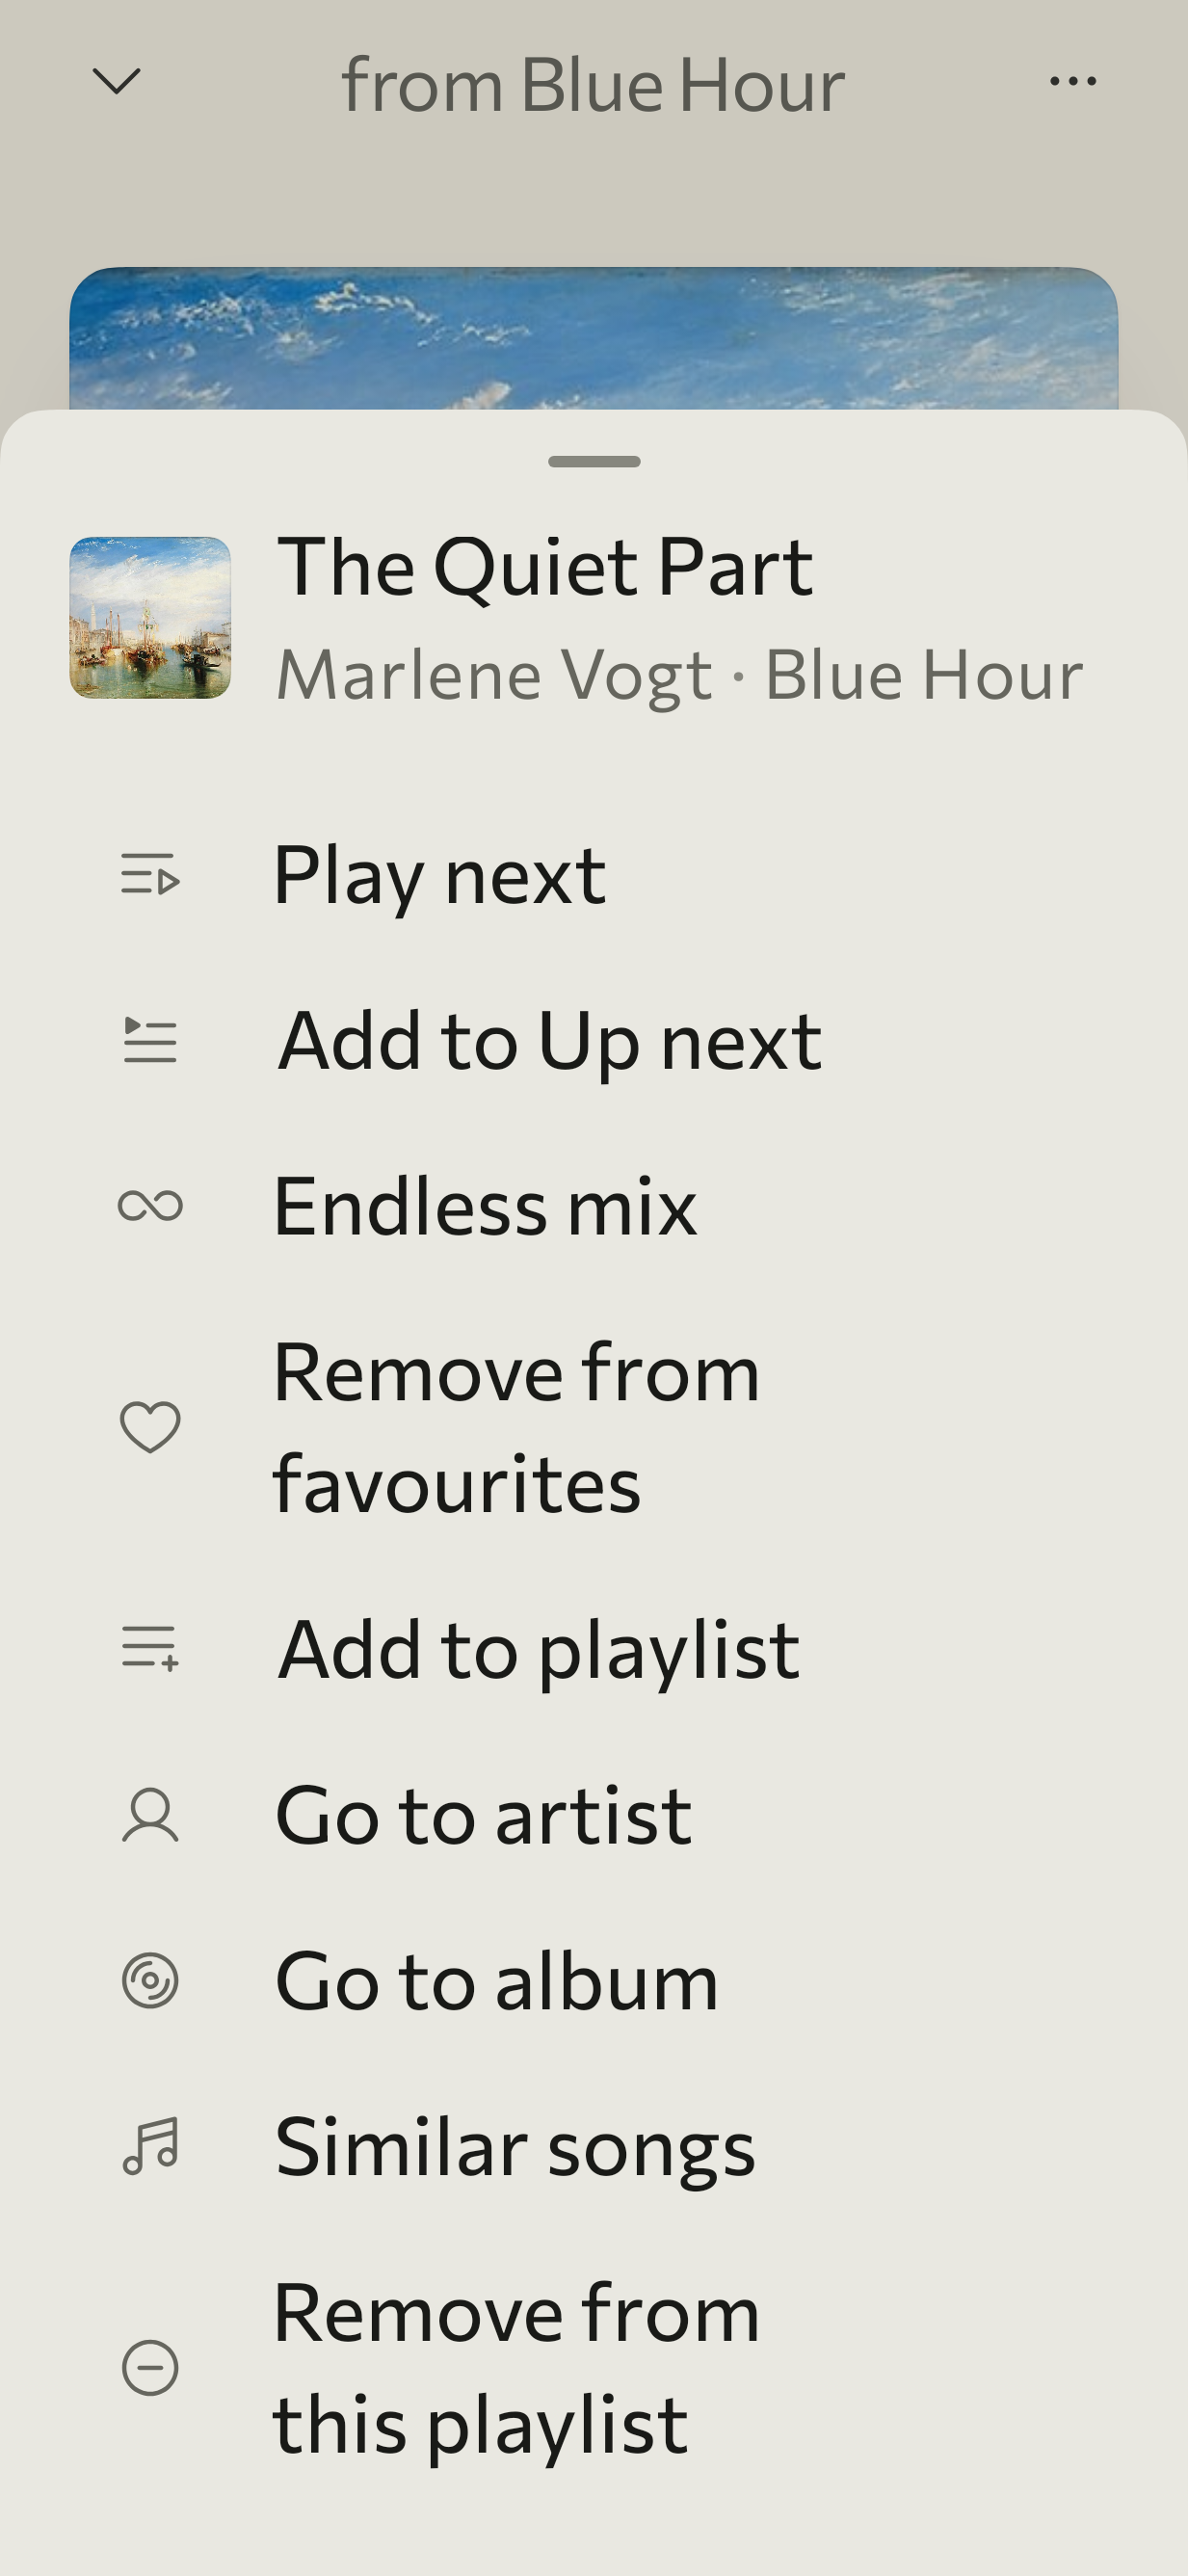 from Blue Hour
The Quiet Part
Marlene Vogt · Blue Hour
Play next
Add to Up next
Endless mix
Remove from
favourites
Add to playlist
Go to artist
Go to album
Similar songs
Remove from
this playlist